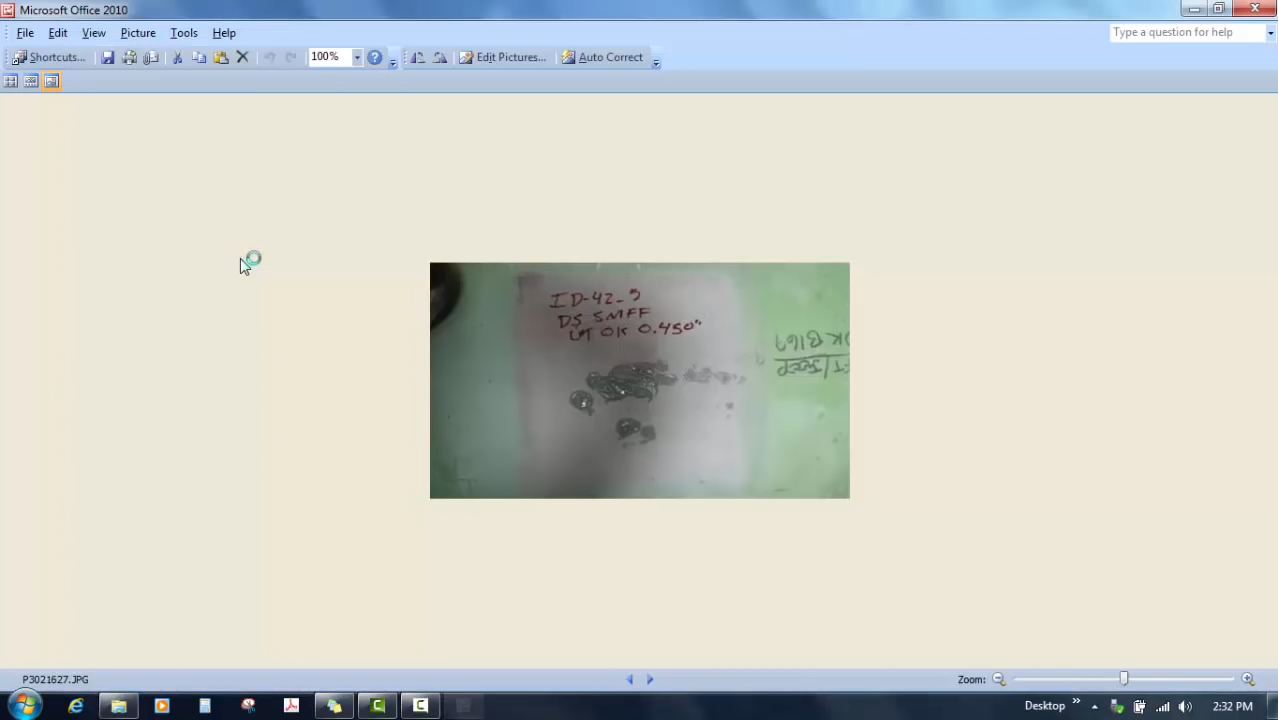 Microsoft Office 2010
File Edit View Picture Tools Help
Type a question for help
Shortcuts... 100% Edit Pictures... Auto Correct
ID-42-3
DS SMFF
UT OK 0.450"
P3021627.JPG
Zoom:
Desktop
2:32 PM